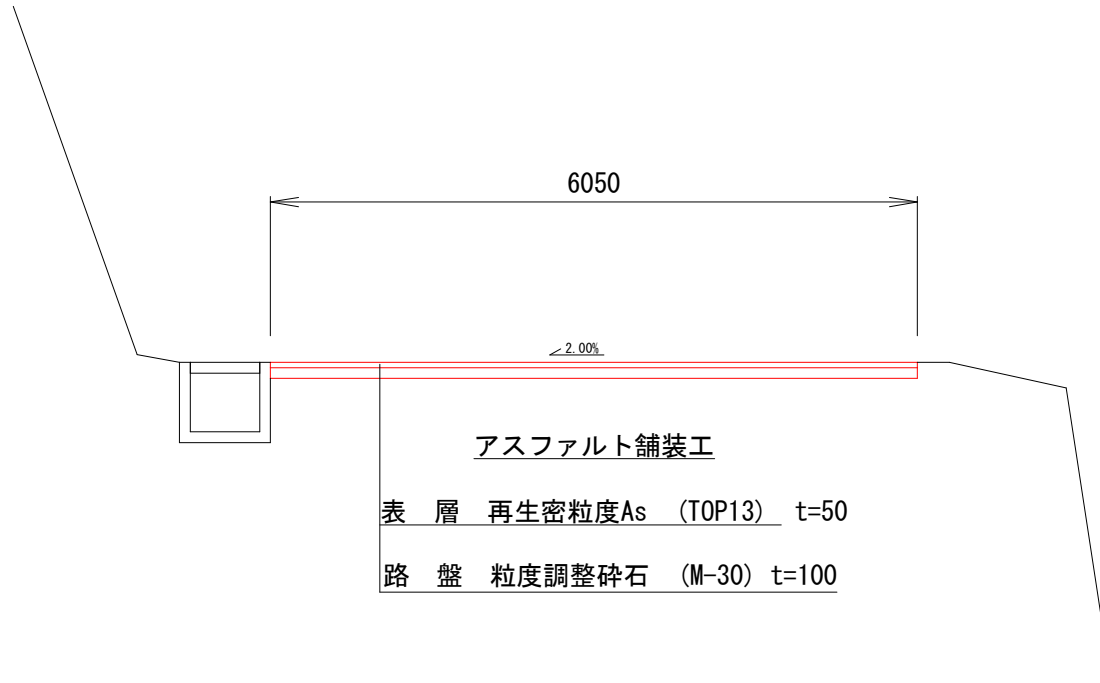 6050
2.00%
アスファルト舗装工
表　層　再生密粒度As　(TOP13)　t=50
路　盤　粒度調整砕石　(M-30) t=100